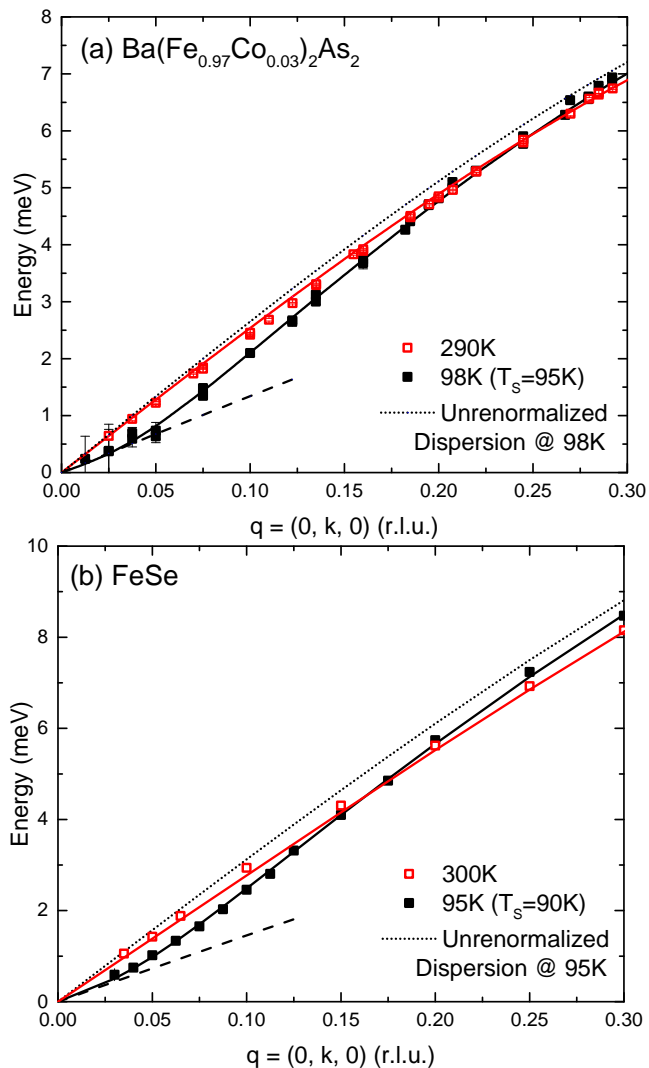 (a) Ba(Fe₀.₉₇Co₀.₀₃)₂As₂
8
7
6
5
4
3
2
1
0
Energy (meV)
290K
98K (T_S=95K)
Unrenormalized
Dispersion @ 98K
0.00 0.05 0.10 0.15 0.20 0.25 0.30
q = (0, k, 0) (r.l.u.)
(b) FeSe
10
8
6
4
2
0
Energy (meV)
300K
95K (T_S=90K)
Unrenormalized
Dispersion @ 95K
0.00 0.05 0.10 0.15 0.20 0.25 0.30
q = (0, k, 0) (r.l.u.)